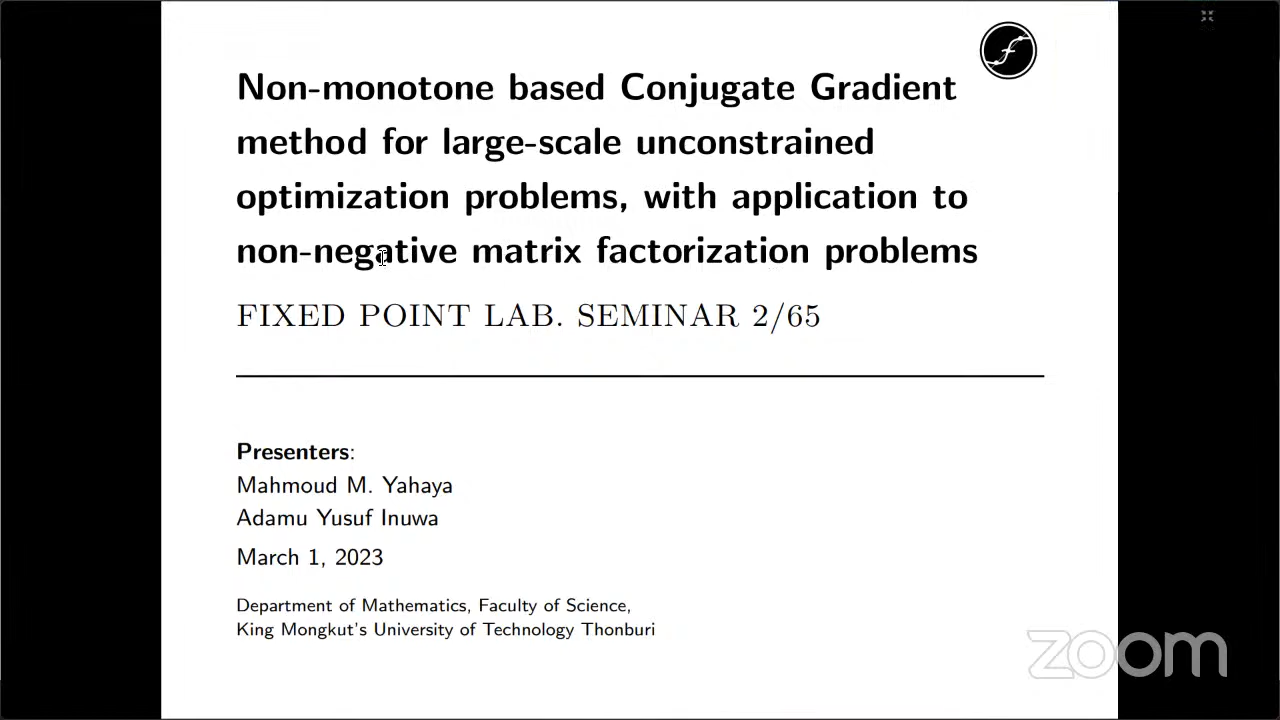 Non-monotone based Conjugate Gradient
method for large-scale unconstrained
optimization problems, with application to
non-negative matrix factorization problems
FIXED POINT LAB. SEMINAR 2/65
Presenters:
Mahmoud M. Yahaya
Adamu Yusuf Inuwa
March 1, 2023
Department of Mathematics, Faculty of Science,
King Mongkut's University of Technology Thonburi
zoom